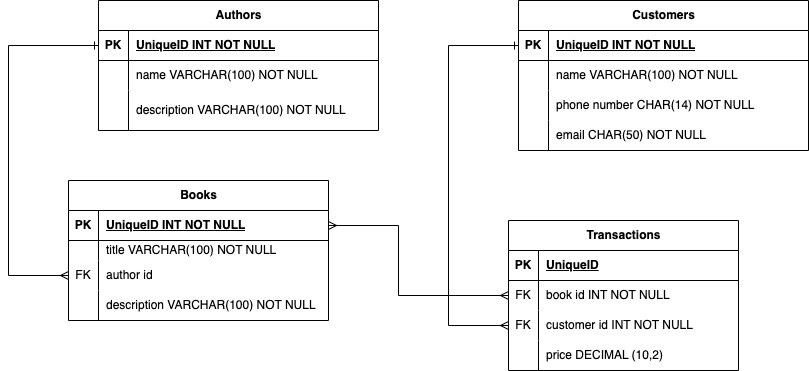 Authors
PK UniqueID INT NOT NULL
name VARCHAR(100) NOT NULL
description VARCHAR(100) NOT NULL
Customers
PK UniqueID INT NOT NULL
name VARCHAR(100) NOT NULL
phone number CHAR(14) NOT NULL
email CHAR(50) NOT NULL
Books
PK UniqueID INT NOT NULL
title VARCHAR(100) NOT NULL
FK author id
description VARCHAR(100) NOT NULL
Transactions
PK UniqueID
FK book id INT NOT NULL
FK customer id INT NOT NULL
price DECIMAL (10,2)